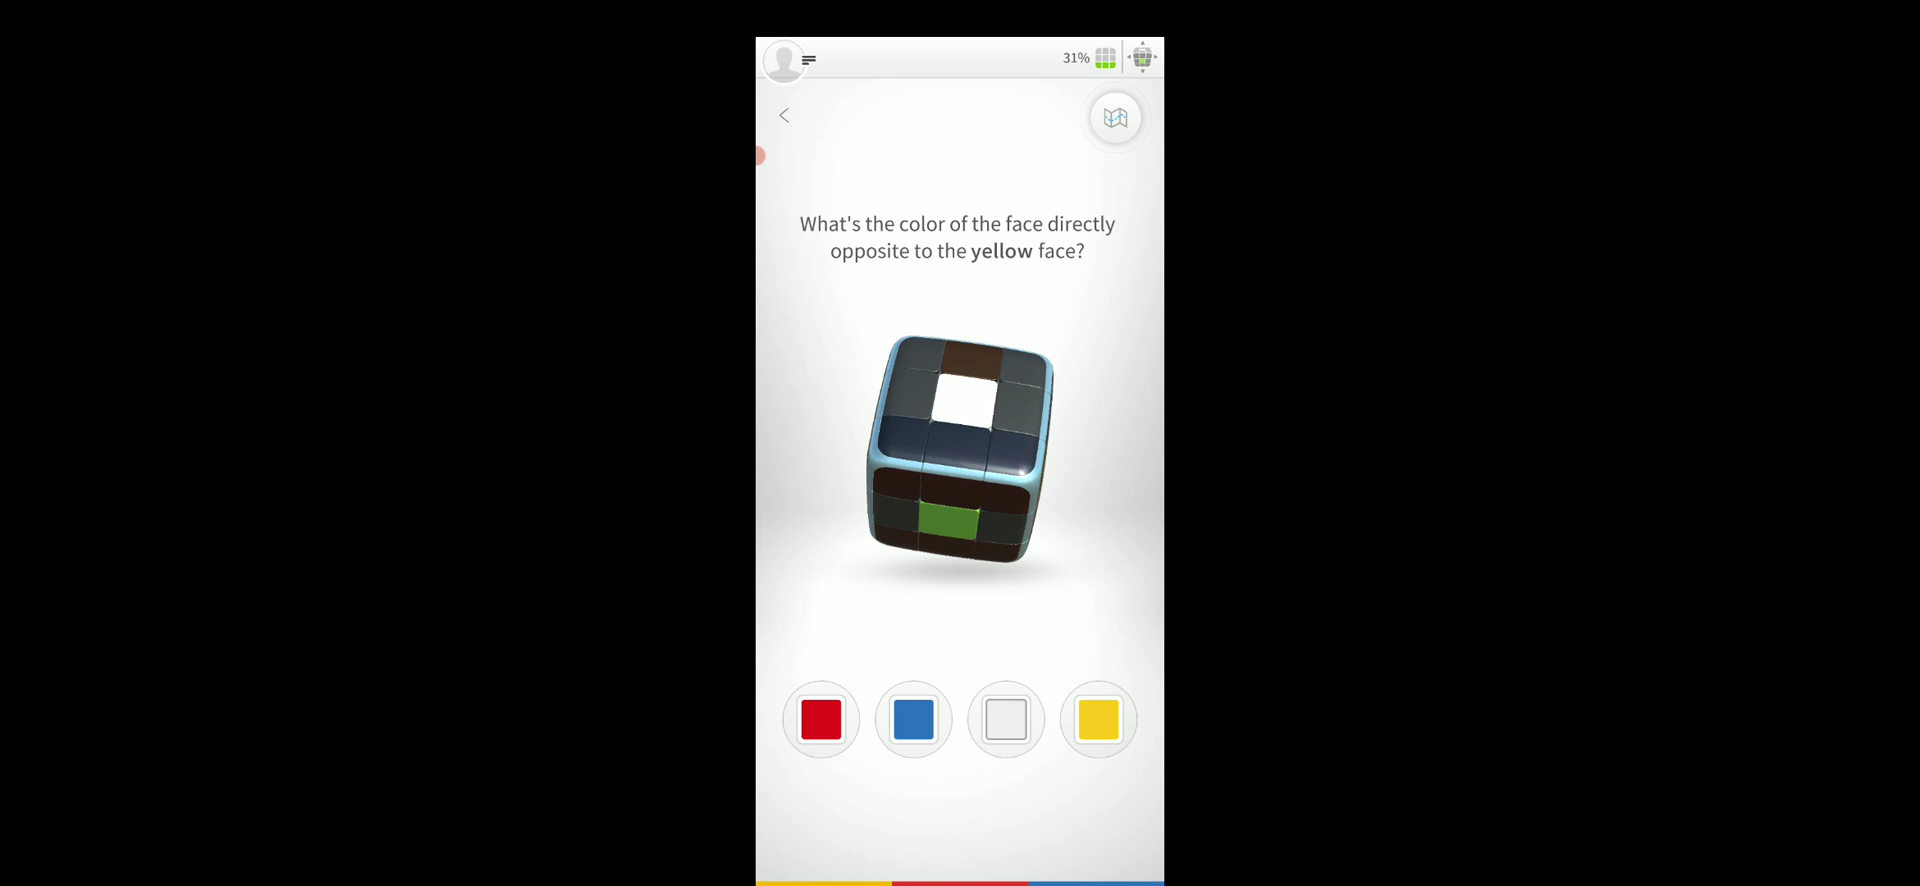 31%
What's the color of the face directly
opposite to the yellow face?